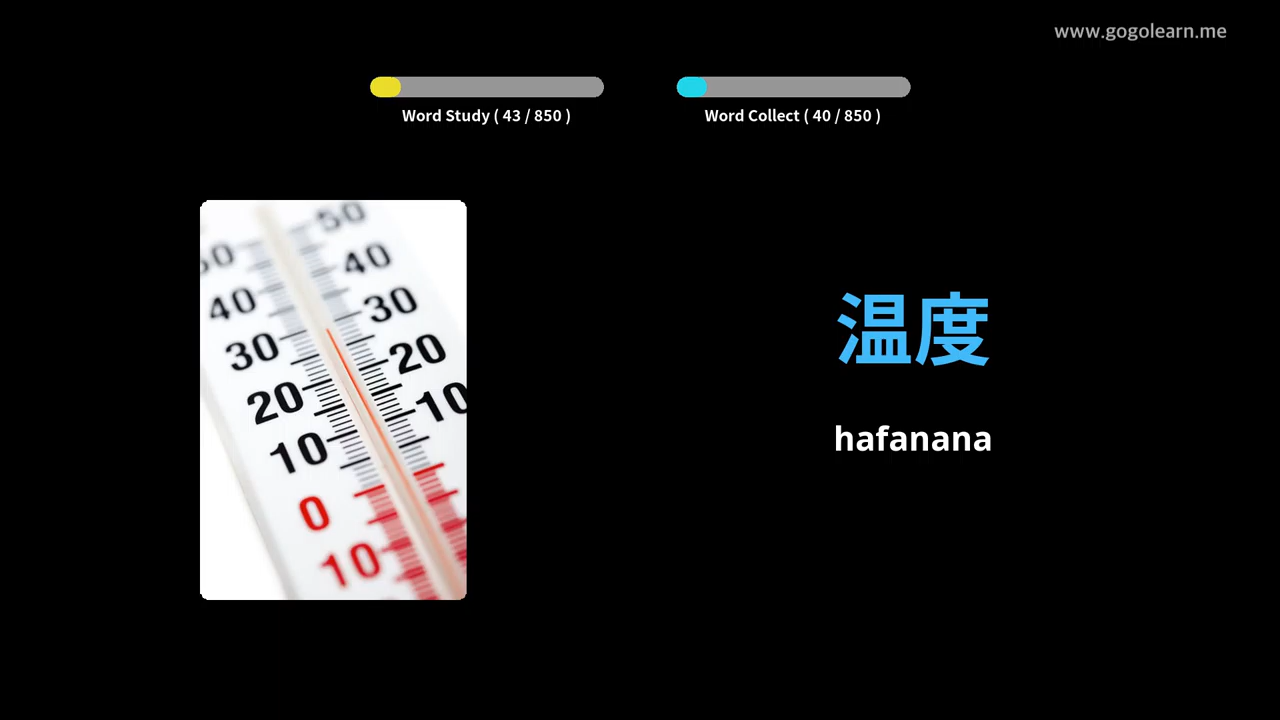 www.gogolearn.me
Word Study ( 43 / 850 )
Word Collect ( 40 / 850 )
50
50
40
40
30
30
20
20
10
10
0
10
温度
hafanana